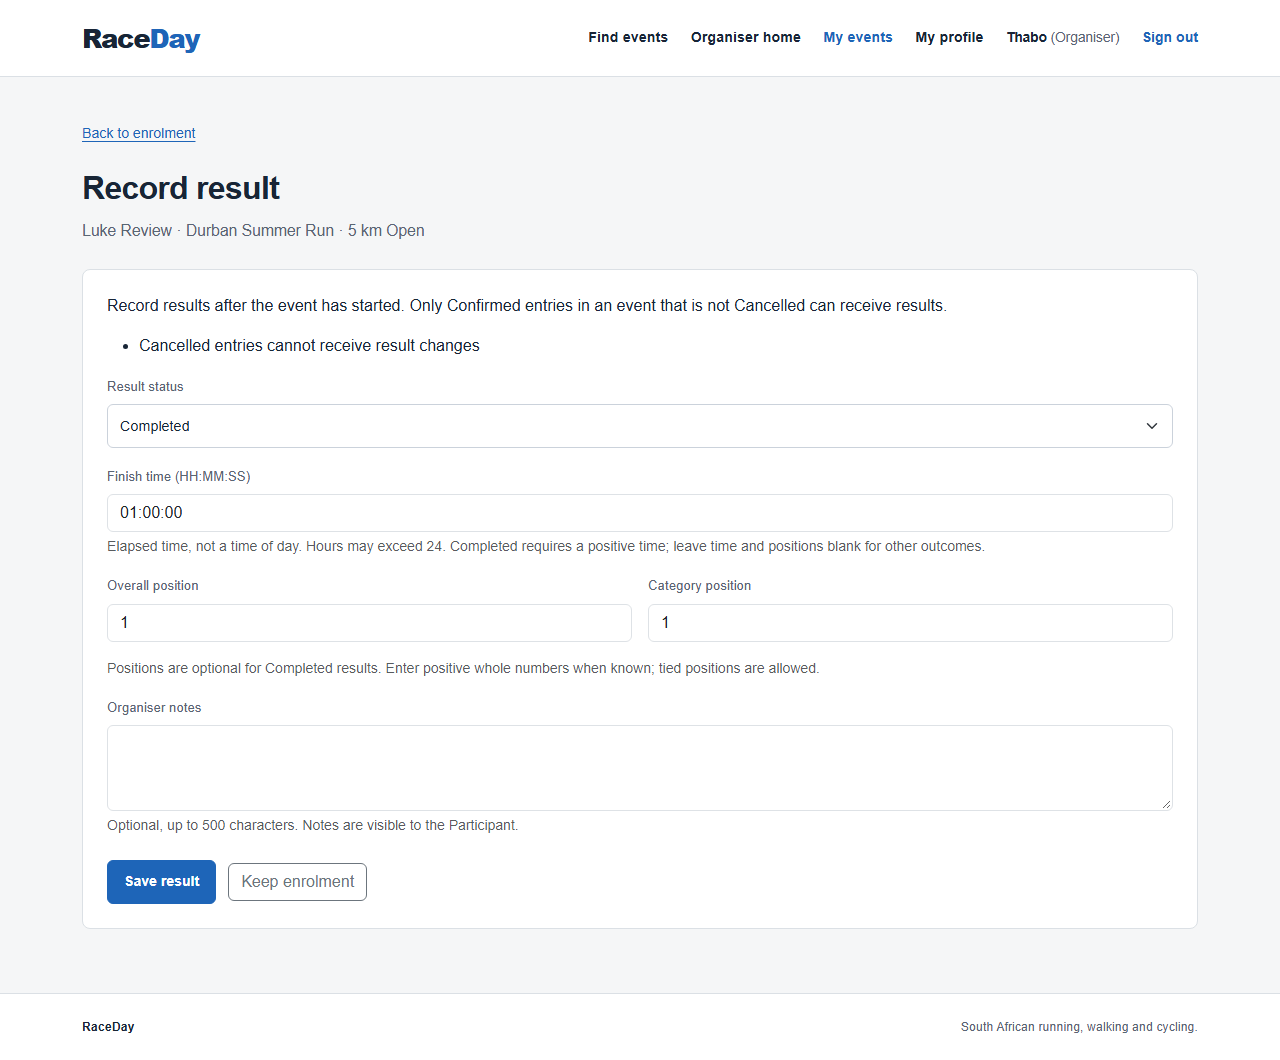 RaceDay
Find events
Organiser home
My events
My profile
Thabo (Organiser)
Sign out
Back to enrolment
Record result
Luke Review · Durban Summer Run · 5 km Open
Record results after the event has started. Only Confirmed entries in an event that is not Cancelled can receive results.
• Cancelled entries cannot receive result changes
Result status
Completed
Finish time (HH:MM:SS)
01:00:00
Elapsed time, not a time of day. Hours may exceed 24. Completed requires a positive time; leave time and positions blank for other outcomes.
Overall position
Category position
1
1
Positions are optional for Completed results. Enter positive whole numbers when known; tied positions are allowed.
Organiser notes
Optional, up to 500 characters. Notes are visible to the Participant.
Save result
Keep enrolment
RaceDay
South African running, walking and cycling.